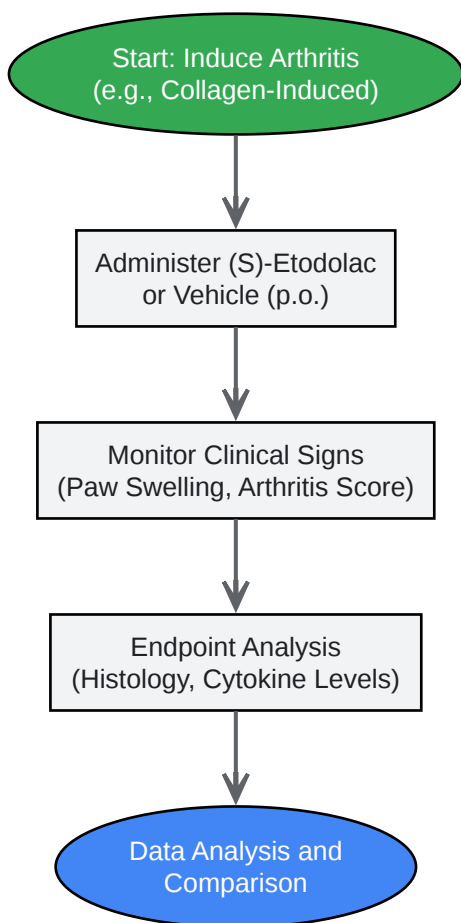 Start: Induce Arthritis
(e.g., Collagen-Induced)
Administer (S)-Etodolac
or Vehicle (p.o.)
Monitor Clinical Signs
(Paw Swelling, Arthritis Score)
Endpoint Analysis
(Histology, Cytokine Levels)
Data Analysis and
Comparison